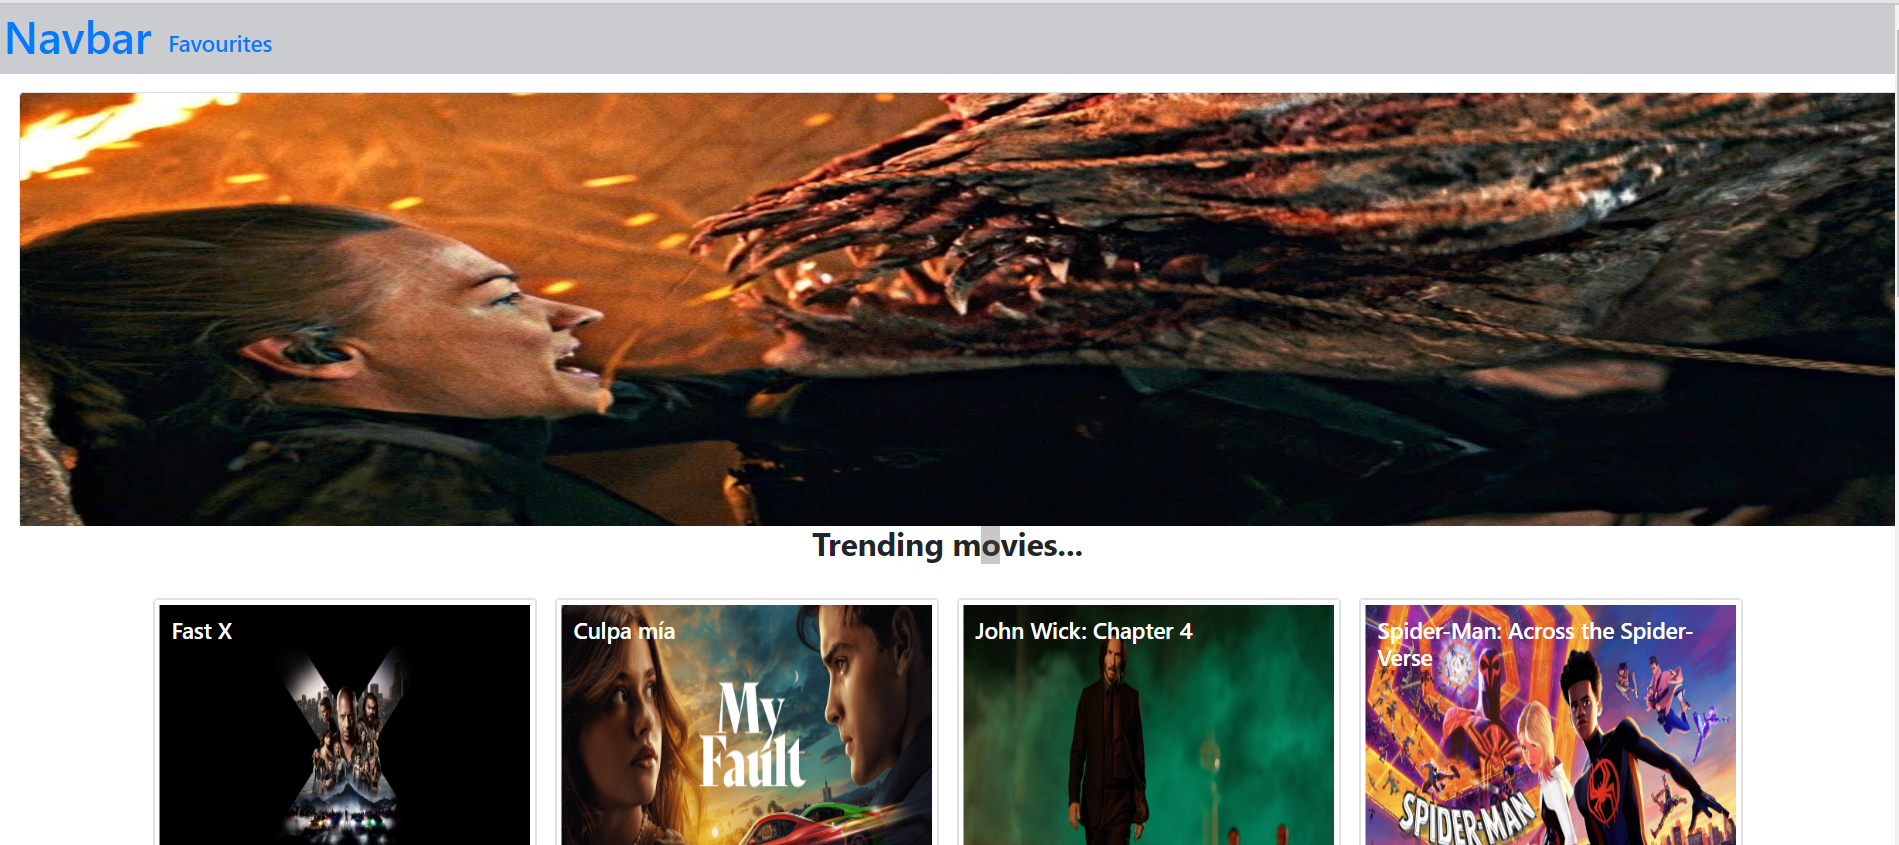 Navbar Favourites
Trending movies...
Fast X
Culpa mía
John Wick: Chapter 4
Spider-Man: Across the Spider-
Verse
My
Fault
SPIDER-MAN